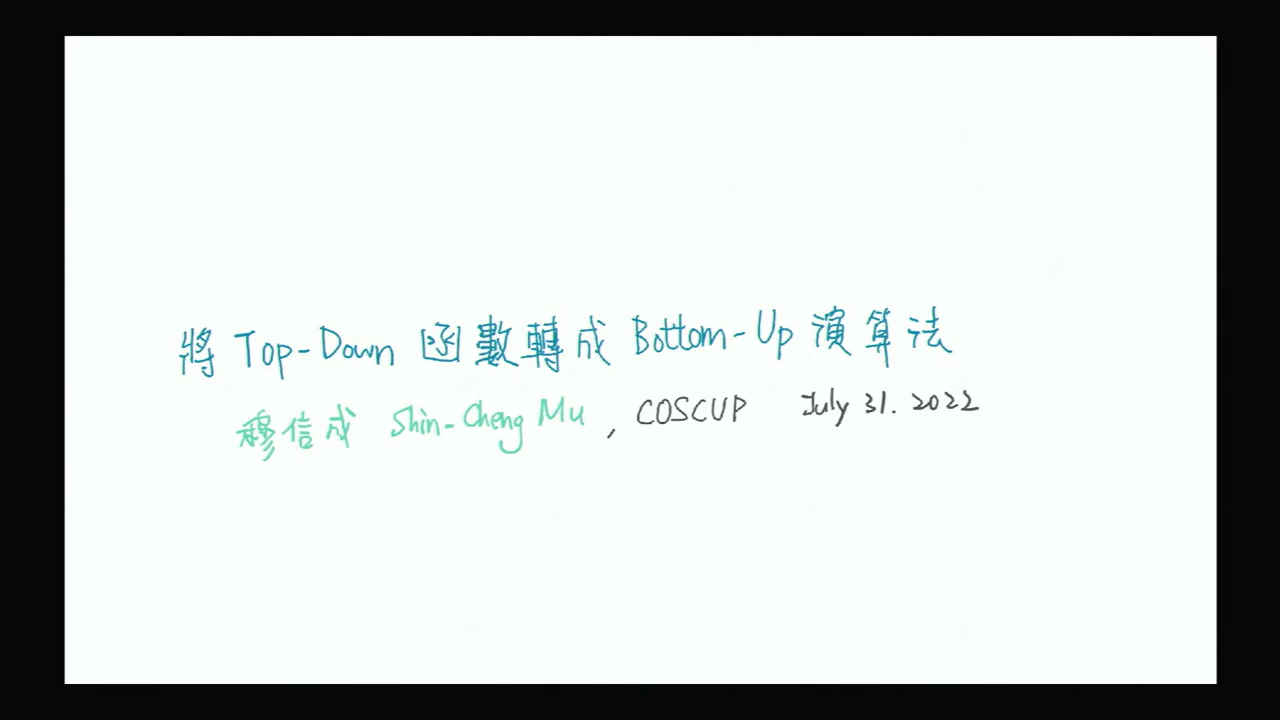 將 Top-Down 函數轉成 Bottom-Up 演算法
穆信成 Shin-Cheng Mu , COSCUP July 31. 2022